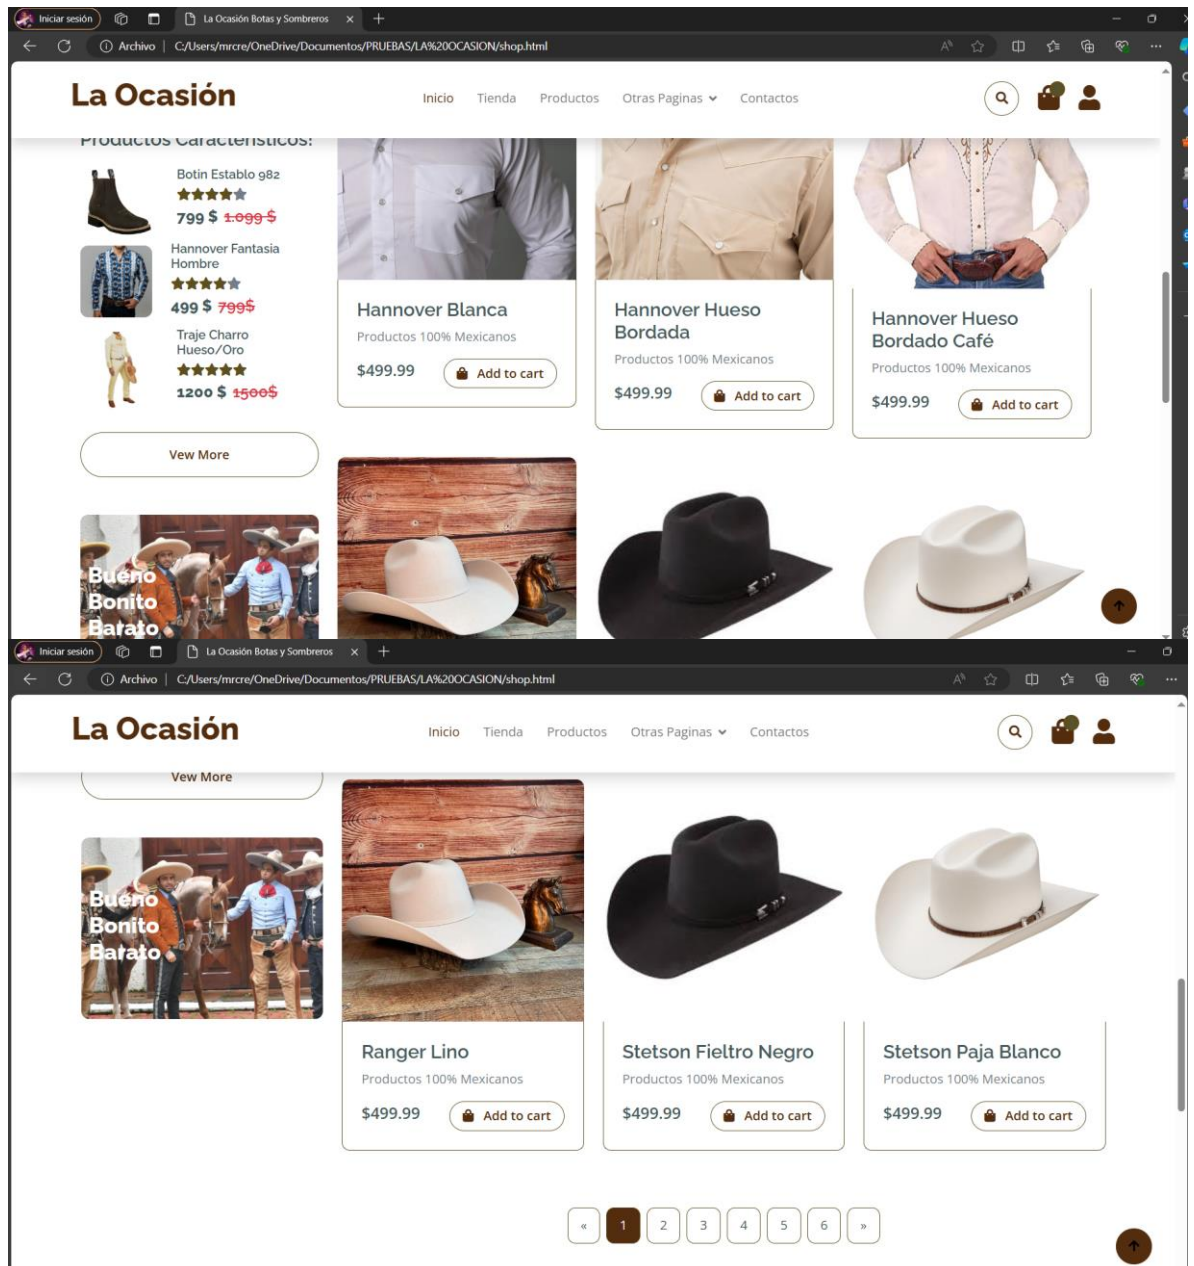 Iniciar sesión
La Ocasión Botas y Sombreros
Archivo | C:/Users/mrcre/OneDrive/Documentos/PRUEBAS/LA%20OCASION/shop.html
La Ocasión
Inicio
Tienda
Productos
Otras Paginas
Contactos
Productos Caracteristicos!
Botin Establo 982
799 $ 1.099 $
Hannover Fantasia
Hombre
499 $ 799$
Traje Charro
Hueso/Oro
1200 $ 1500$
Vew More
Bueno
Bonito
Barato
Hannover Blanca
Productos 100% Mexicanos
$499.99
Add to cart
Hannover Hueso
Bordada
Productos 100% Mexicanos
$499.99
Add to cart
Hannover Hueso
Bordado Café
Productos 100% Mexicanos
$499.99
Add to cart
Iniciar sesión
La Ocasión Botas y Sombreros
Archivo | C:/Users/mrcre/OneDrive/Documentos/PRUEBAS/LA%20OCASION/shop.html
La Ocasión
Inicio
Tienda
Productos
Otras Paginas
Contactos
Vew More
Bueno
Bonito
Barato
Ranger Lino
Productos 100% Mexicanos
$499.99
Add to cart
Stetson Fieltro Negro
Productos 100% Mexicanos
$499.99
Add to cart
Stetson Paja Blanco
Productos 100% Mexicanos
$499.99
Add to cart
« 1 2 3 4 5 6 »